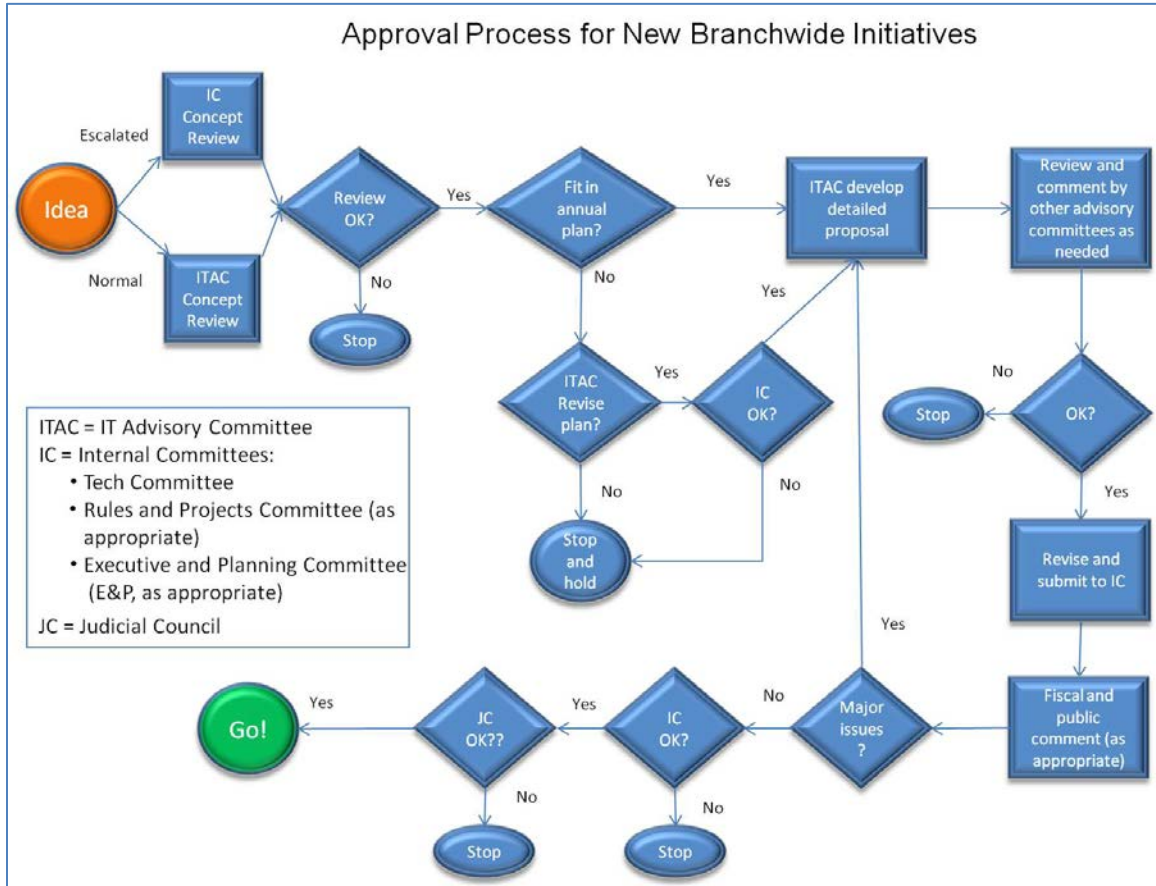 Approval Process for New Branchwide Initiatives
IC
Concept
Review
Escalated
Idea
Normal
ITAC
Concept
Review
Review
OK?
Yes
No
Stop
Fit in
annual
plan?
Yes
No
ITAC develop
detailed
proposal
Review and
comment by
other advisory
committees as
needed
ITAC
Revise
plan?
Yes
No
IC
OK?
Yes
No
Stop
and
hold
OK?
No
Stop
Yes
Revise and
submit to IC
Fiscal and
public
comment (as
appropriate)
Major
issues
?
Yes
No
IC
OK?
Yes
No
Stop
JC
OK??
Yes
No
Stop
Go!
ITAC = IT Advisory Committee
IC = Internal Committees:
• Tech Committee
• Rules and Projects Committee (as
appropriate)
• Executive and Planning Committee
(E&P, as appropriate)
JC = Judicial Council